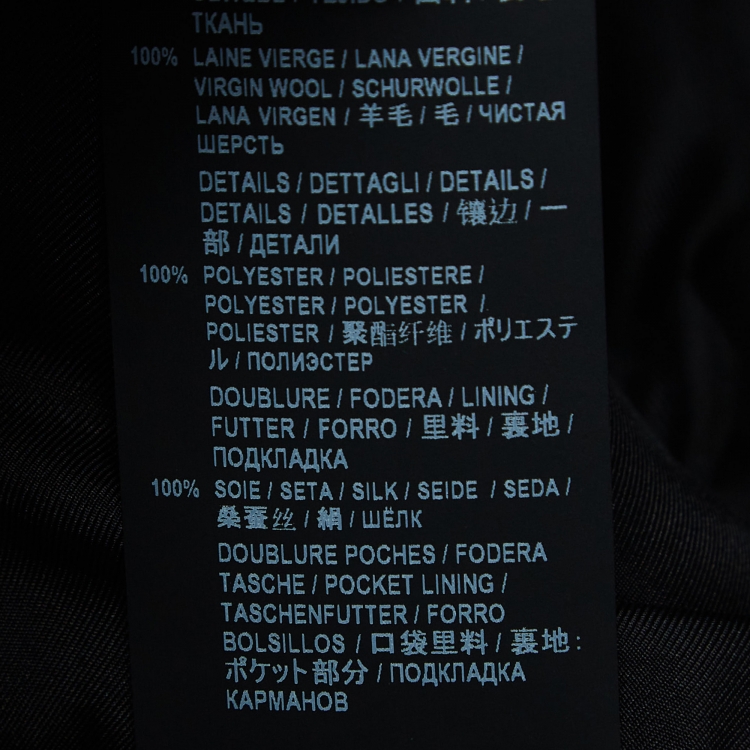 ТКАНЬ
100% LAINE VIERGE / LANA VERGINE /
VIRGIN WOOL / SCHURWOLLE /
LANA VIRGEN / 羊毛 / 毛 / ЧИСТАЯ
ШЕРСТЬ
DETAILS / DETTAGLI / DETAILS /
DETAILS / DETALLES / 镶边 / 一
部 / ДЕТАЛИ
100% POLYESTER / POLIESTERE /
POLYESTER / POLYESTER /
POLIESTER / 聚酯纤维 / ポリエステ
ル / ПОЛИЭСТЕР
DOUBLURE / FODERA / LINING /
FUTTER / FORRO / 里料 / 裏地 /
ПОДКЛАДКА
100% SOIE / SETA / SILK / SEIDE / SEDA /
桑蚕丝 / 絹 / ШЁЛК
DOUBLURE POCHES / FODERA
TASCHE / POCKET LINING /
TASCHENFUTTER / FORRO
BOLSILLOS / 口袋里料 / 裏地:
ポケット部分 / ПОДКЛАДКА
КАРМАНОВ